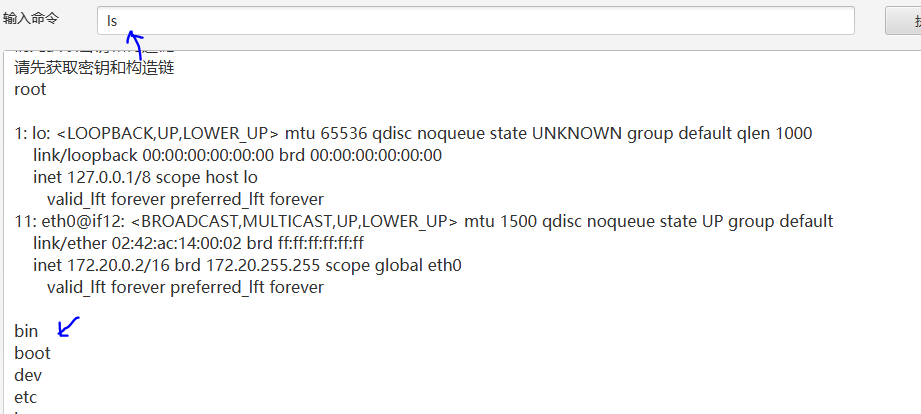 输入命令
ls
请先获取密钥和构造链
root
1: lo: <LOOPBACK,UP,LOWER_UP> mtu 65536 qdisc noqueue state UNKNOWN group default qlen 1000
link/loopback 00:00:00:00:00:00 brd 00:00:00:00:00:00
inet 127.0.0.1/8 scope host lo
valid_lft forever preferred_lft forever
11: eth0@if12: <BROADCAST,MULTICAST,UP,LOWER_UP> mtu 1500 qdisc noqueue state UP group default
link/ether 02:42:ac:14:00:02 brd ff:ff:ff:ff:ff:ff
inet 172.20.0.2/16 brd 172.20.255.255 scope global eth0
valid_lft forever preferred_lft forever
bin
boot
dev
etc